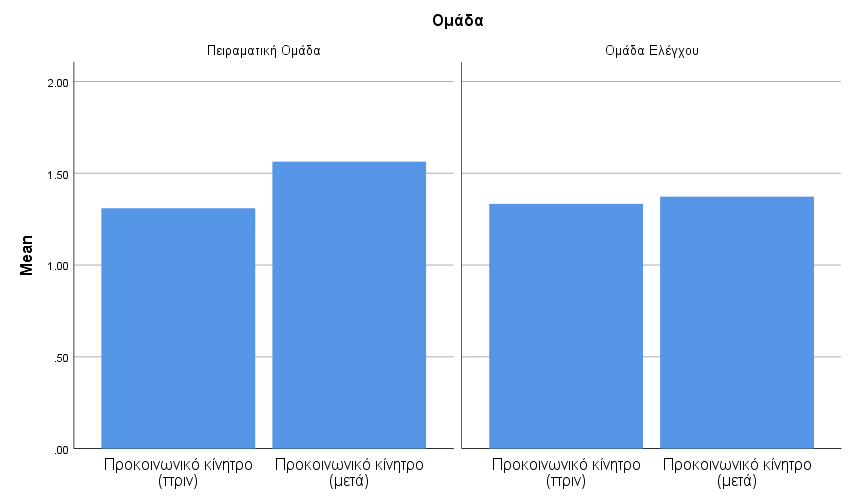 Ομάδα
Πειραματική Ομάδα
Ομάδα Ελέγχου
2.00
1.50
1.00
.50
.00
Mean
Προκοινωνικό κίνητρο
(πριν)
Προκοινωνικό κίνητρο
(μετά)
Προκοινωνικό κίνητρο
(πριν)
Προκοινωνικό κίνητρο
(μετά)